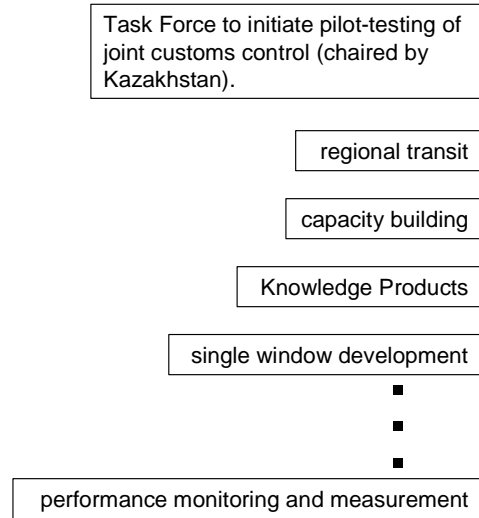 Task Force to initiate pilot-testing of
joint customs control (chaired by
Kazakhstan).
regional transit
capacity building
Knowledge Products
single window development
performance monitoring and measurement